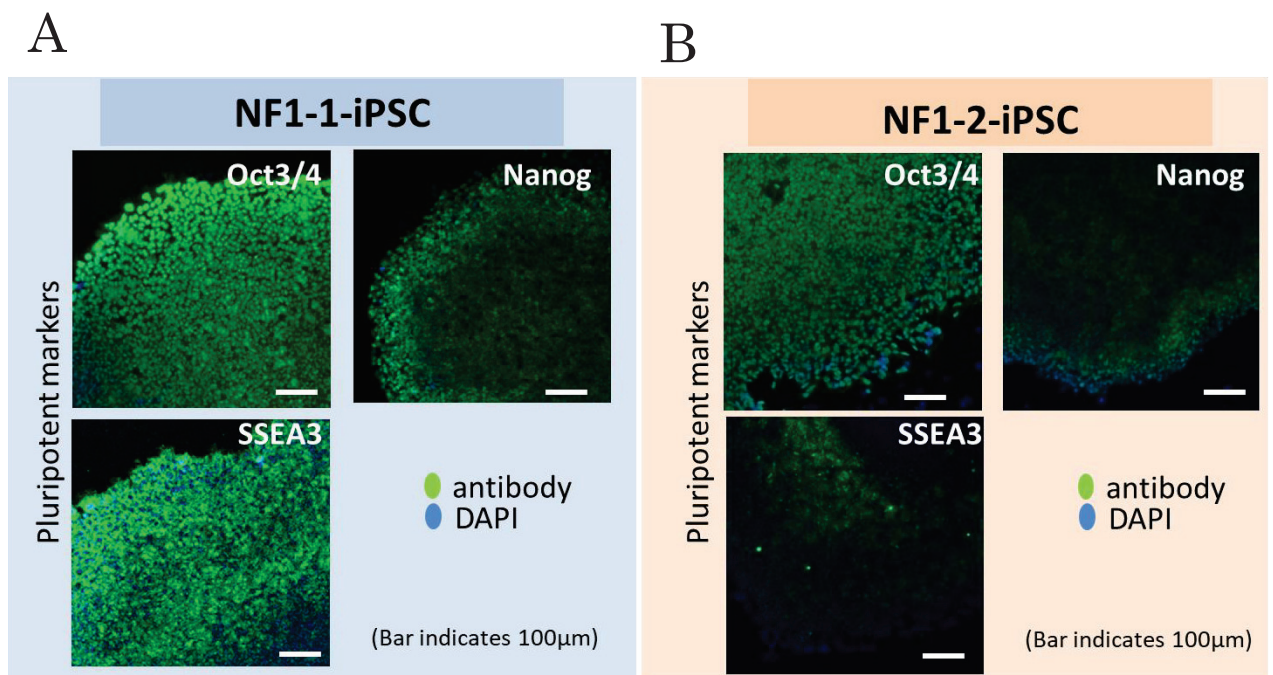 A
NF1-1-iPSC
Pluripotent markers
Oct3/4
Nanog
SSEA3
antibody
DAPI
(Bar indicates 100μm)
B
NF1-2-iPSC
Pluripotent markers
Oct3/4
Nanog
SSEA3
antibody
DAPI
(Bar indicates 100μm)